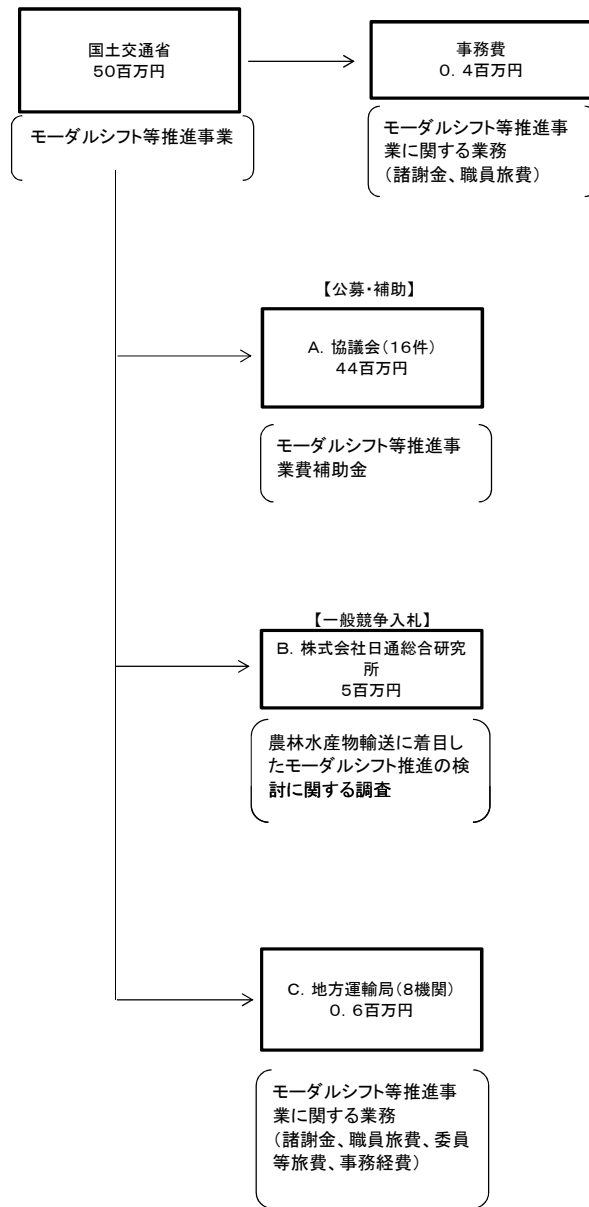 国土交通省
50百万円
事務費
０．４百万円
モーダルシフト等推進事業
モーダルシフト等推進事
業に関する業務
（諸謝金、職員旅費）
【公募・補助】
Ａ．協議会（１６件）
４４百万円
モーダルシフト等推進事
業費補助金
【一般競争入札】
Ｂ．株式会社日通総合研究
所
５百万円
農林水産物輸送に着目し
たモーダルシフト推進の検
討に関する調査
Ｃ．地方運輸局（８機関）
０．６百万円
モーダルシフト等推進事
業に関する業務
（諸謝金、職員旅費、委員
等旅費、事務経費）